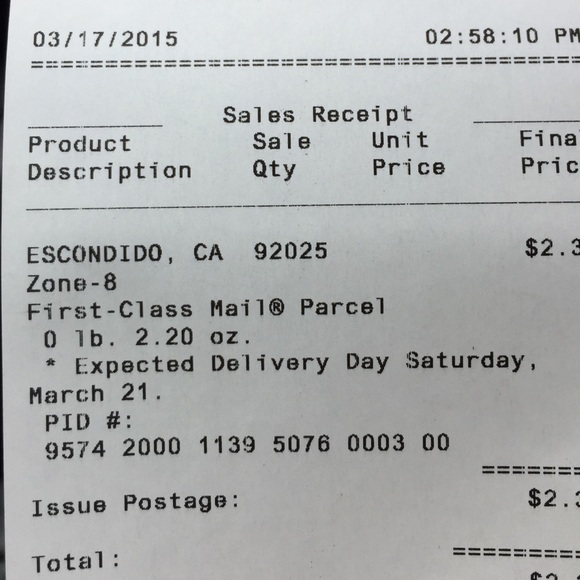 03/17/2015 02:58:10 PM
=====================================
Sales Receipt
Product Sale Unit
Description Qty Price
ESCONDIDO, CA 92025
Zone-8
First-Class Mail® Parcel
0 lb. 2.20 oz.
* Expected Delivery Day Saturday,
March 21.
PID #:
9574 2000 1139 5076 0003 00
========
Issue Postage:
==========
Total: